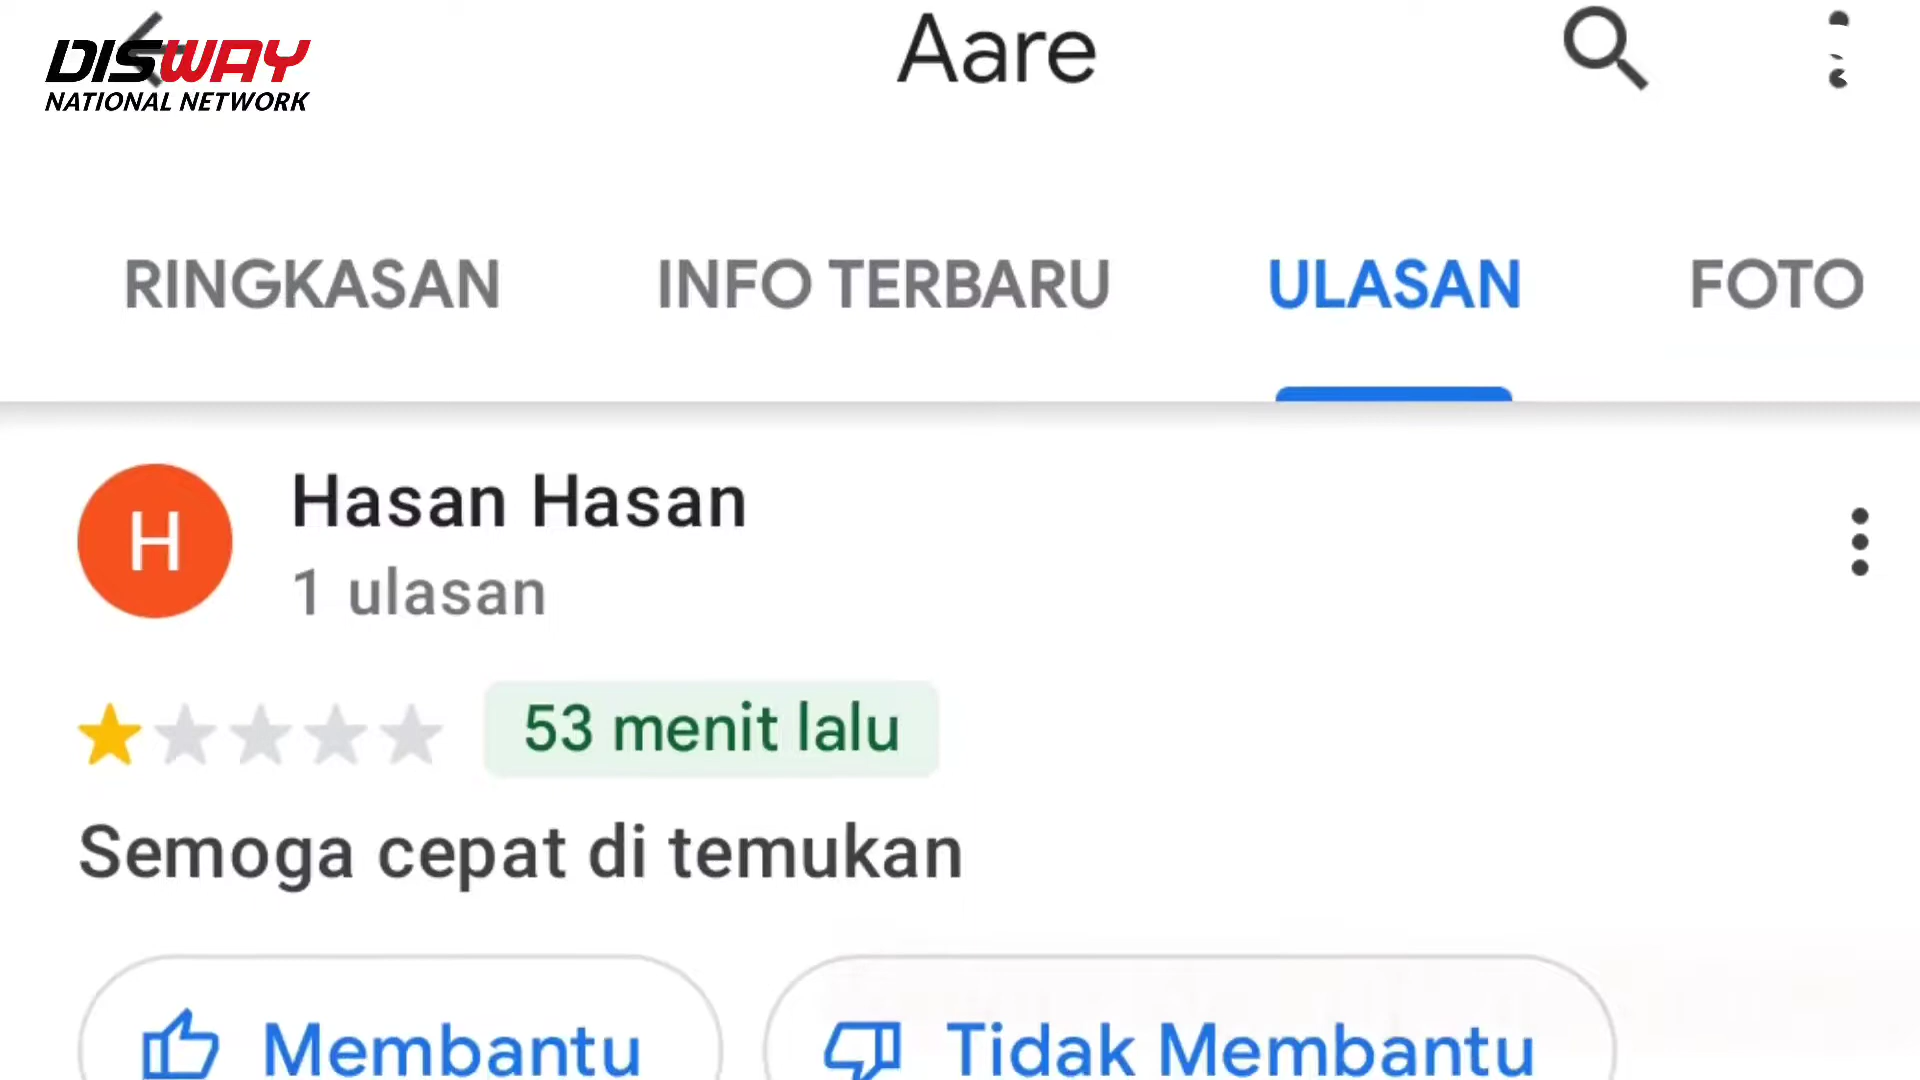 DISWAY
NATIONAL NETWORK
Aare
RINGKASAN INFO TERBARU ULASAN FOTO
H
Hasan Hasan
1 ulasan
53 menit lalu
Semoga cepat di temukan
Membantu Tidak Membantu